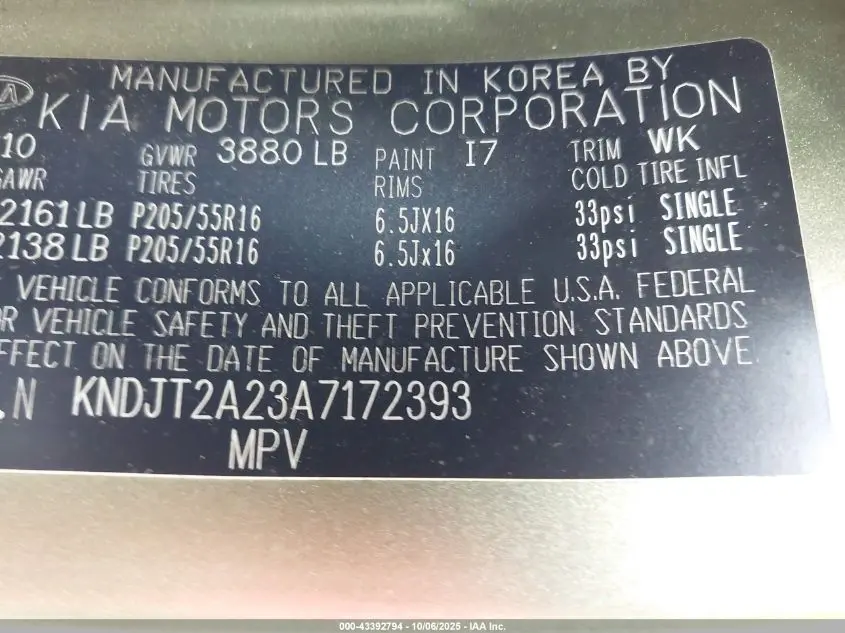 MANUFACTURED IN KOREA BY
KIA MOTORS CORPORATION
10 GVWR 3880 LB PAINT I7 TRIM WK
GAWR TIRES RIMS COLD TIRE INFL
2161 LB P205/55R16 6.5JX16 33psi SINGLE
2138 LB P205/55R16 6.5Jx16 33psi SINGLE
VEHICLE CONFORMS TO ALL APPLICABLE U.S.A. FEDERAL
OR VEHICLE SAFETY AND THEFT PREVENTION STANDARDS
EFFECT ON THE DATE OF MANUFACTURE SHOWN ABOVE.
.N KNDJT2A23A7172393
MPV
000-43392794 - 10/06/2025 - IAA Inc.